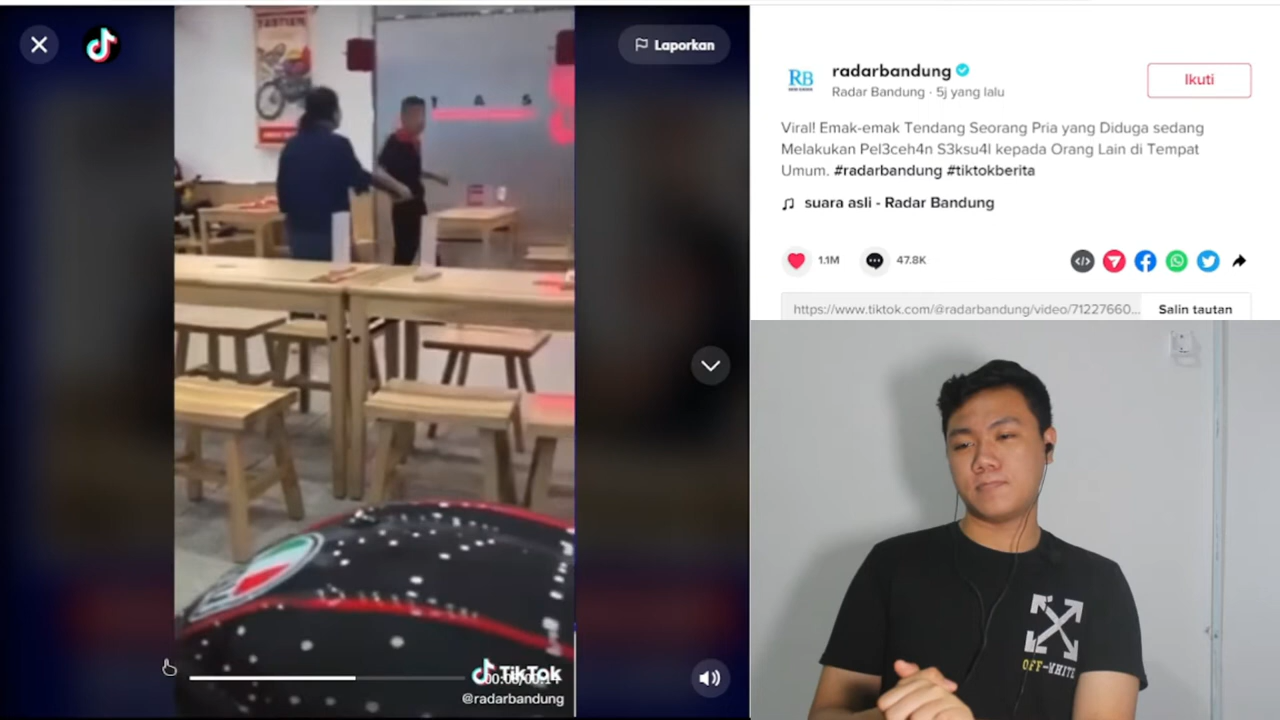 Laporkan
TASTIEN
T A S
TikTok
@radarbandung
RB
radarbandung
Radar Bandung · 5j yang lalu
Ikuti
Viral! Emak-emak Tendang Seorang Pria yang Diduga sedang
Melakukan Pel3ceh4n S3ksu4l kepada Orang Lain di Tempat
Umum. #radarbandung #tiktokberita
suara asli - Radar Bandung
1.1M
47.8K
https://www.tiktok.com/@radarbandung/video/71227660...
Salin tautan
OFF-WHITE